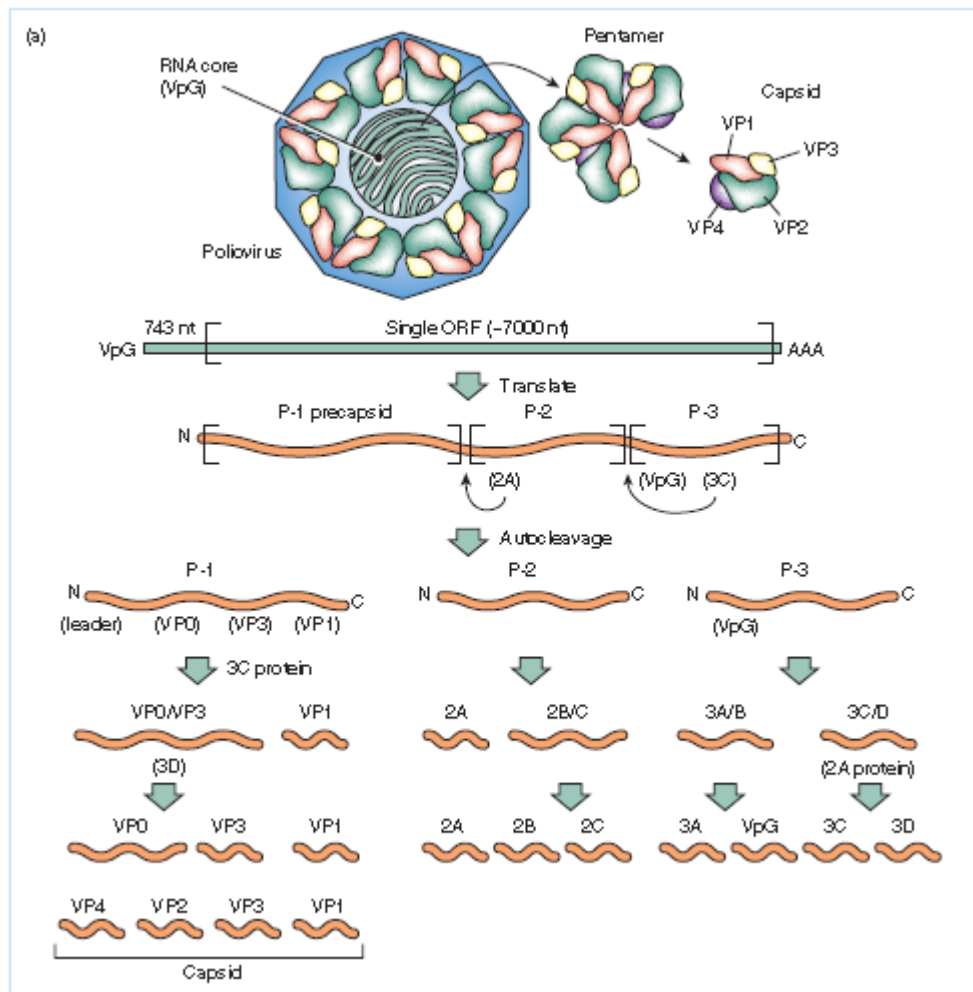 (a)
RNA core
(VpG)
Poliovirus
Pentamer
Capsid
VP1
VP3
VP4
VP2
743 nt
Single ORF (~7000 nt)
VpG
AAA
Translate
P-1 precapsid
P-2
P-3
N
C
(2A)
(VpG) (3C)
Autocleavage
P-1
P-2
P-3
N
C
N
C
N
C
(leader) (VP0) (VP3) (VP1)
(VpG)
3C protein
VP0/VP3
VP1
2A
2B/C
3A/B
3C/D
(3D)
(2A protein)
VP0
VP3
VP1
2A
2B
2C
3A
VpG
3C
3D
VP4
VP2
VP3
VP1
Capsid